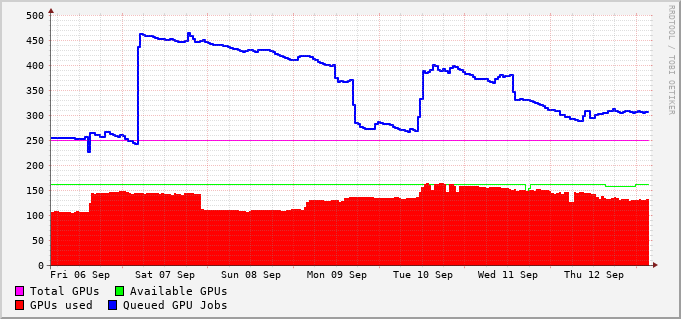 500
450
400
350
300
250
200
150
100
50
0
Fri 06 Sep Sat 07 Sep Sun 08 Sep Mon 09 Sep Tue 10 Sep Wed 11 Sep Thu 12 Sep
Total GPUs Available GPUs
GPUs used Queued GPU Jobs
RRDTOOL / TOBI OETIKER